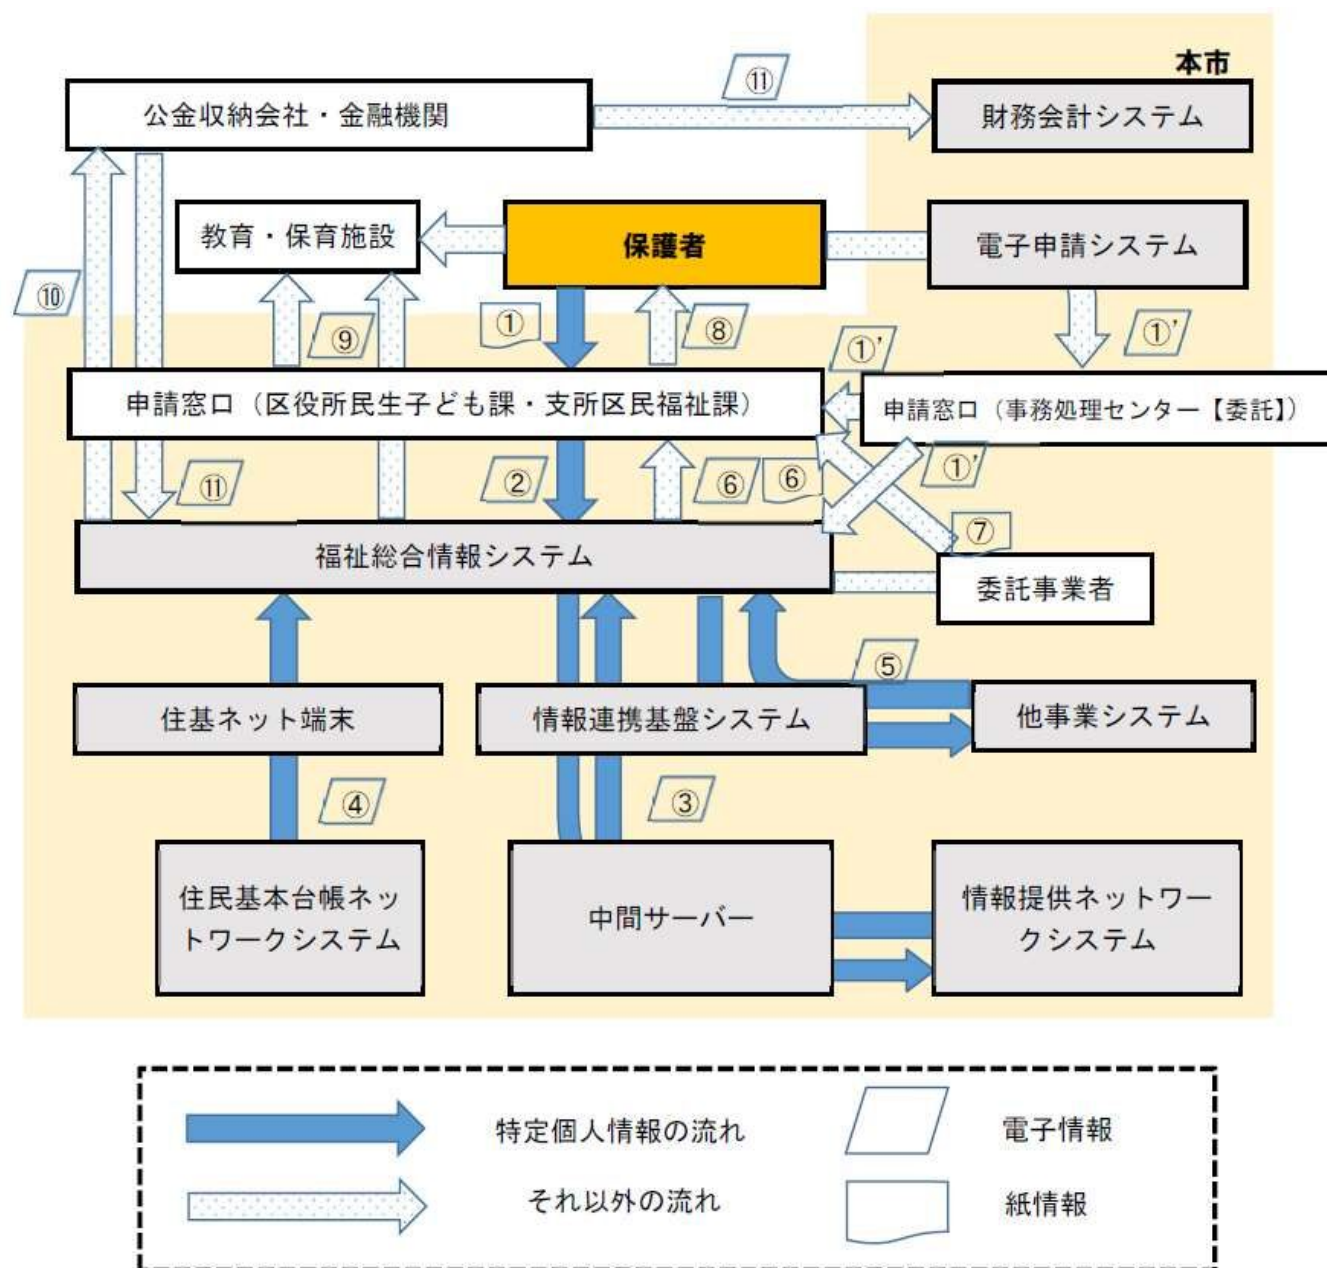 本市
⑪
公金収納会社・金融機関
財務会計システム
教育・保育施設
保護者
電子申請システム
⑩
⑨
①
⑧
①’
①’
申請窓口（区役所民生子ども課・支所区民福祉課）
申請窓口（事務処理センター【委託】）
⑪
②
⑥
⑥
①’
⑦
福祉総合情報システム
委託事業者
⑤
住基ネット端末
情報連携基盤システム
他事業システム
④
③
住民基本台帳ネッ
トワークシステム
中間サーバー
情報提供ネットワー
クシステム
特定個人情報の流れ
電子情報
それ以外の流れ
紙情報